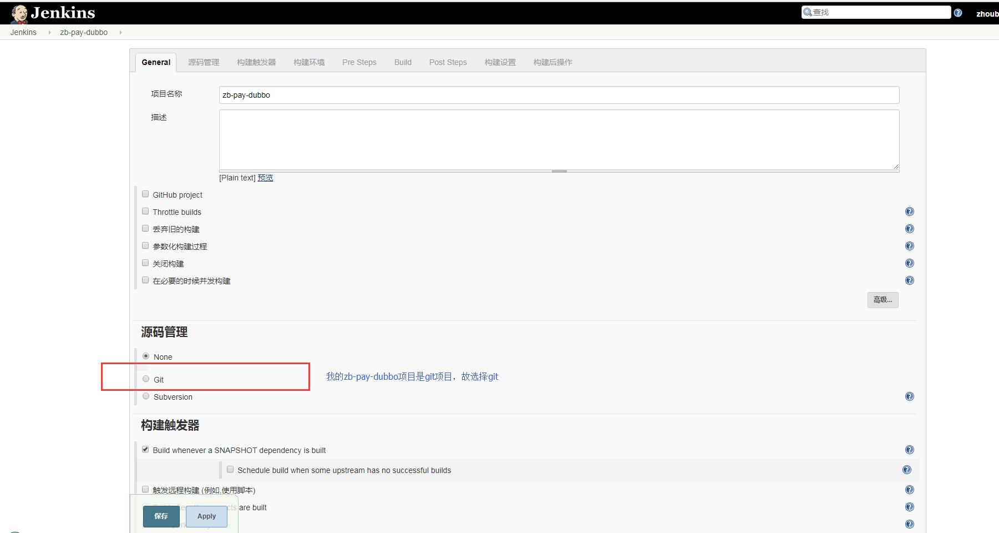 Jenkins
查找
zhoub
Jenkins
zb-pay-dubbo
General
源码管理
构建触发器
构建环境
Pre Steps
Build
Post Steps
构建设置
构建后操作
项目名称
zb-pay-dubbo
描述
[Plain text] 预览
GitHub project
Throttle builds
丢弃旧的构建
参数化构建过程
关闭构建
在必要的时候并发构建
高级...
源码管理
None
Git
我的zb-pay-dubbo项目是git项目，故选择git
Subversion
构建触发器
Build whenever a SNAPSHOT dependency is built
Schedule build when some upstream has no successful builds
触发远程构建 (例如,使用脚本)
are built
保存
Apply